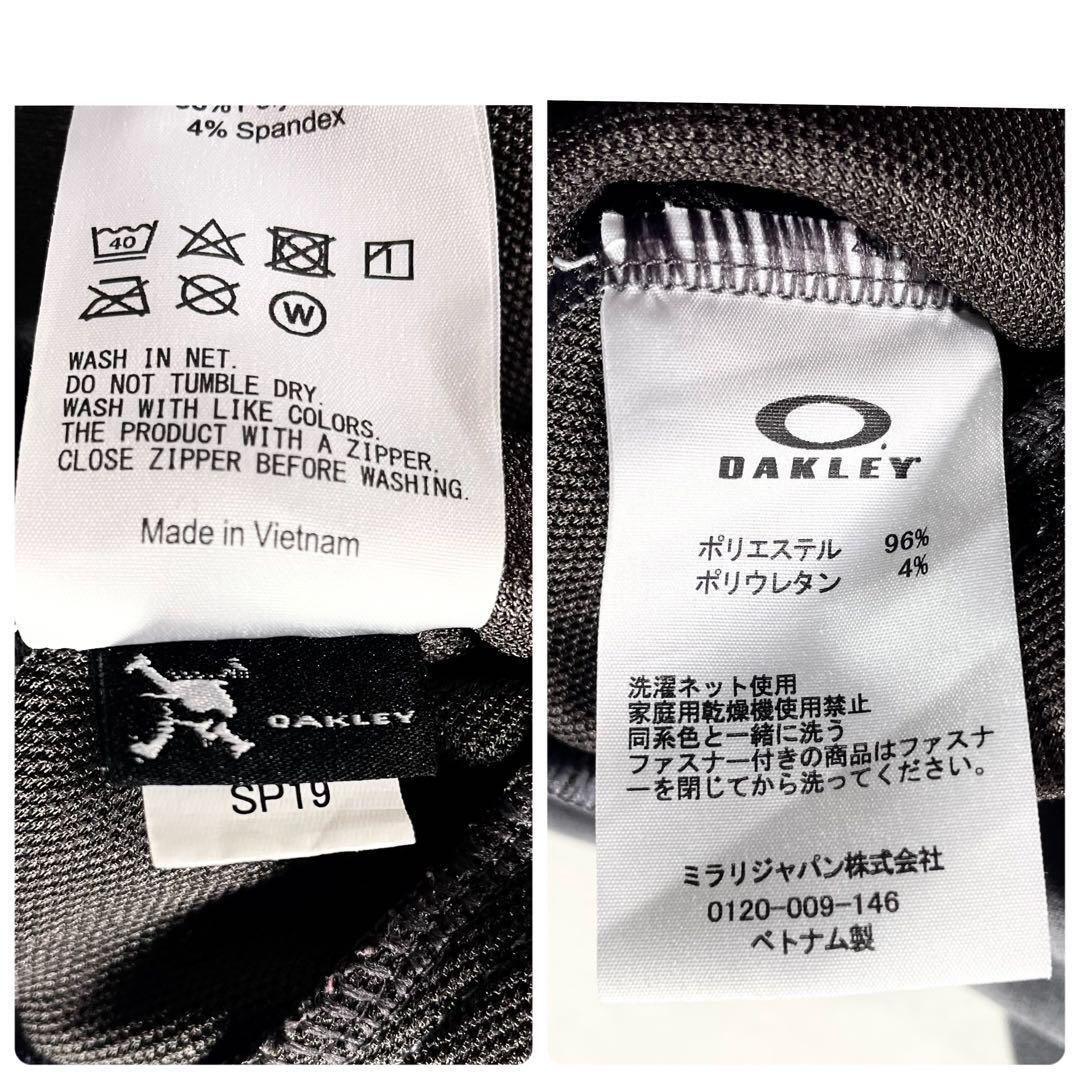 4% Spandex
40
W
WASH IN NET.
DO NOT TUMBLE DRY.
WASH WITH LIKE COLORS.
THE PRODUCT WITH A ZIPPER.
CLOSE ZIPPER BEFORE WASHING.
Made in Vietnam
OAKLEY
SP19
OAKLEY
ポリエステル 96%
ポリウレタン 4%
洗濯ネット使用
家庭用乾燥機使用禁止
同系色と一緒に洗う
ファスナー付きの商品はファスナ
ーを閉じてから洗ってください。
ミラリジャパン株式会社
0120-009-146
ベトナム製